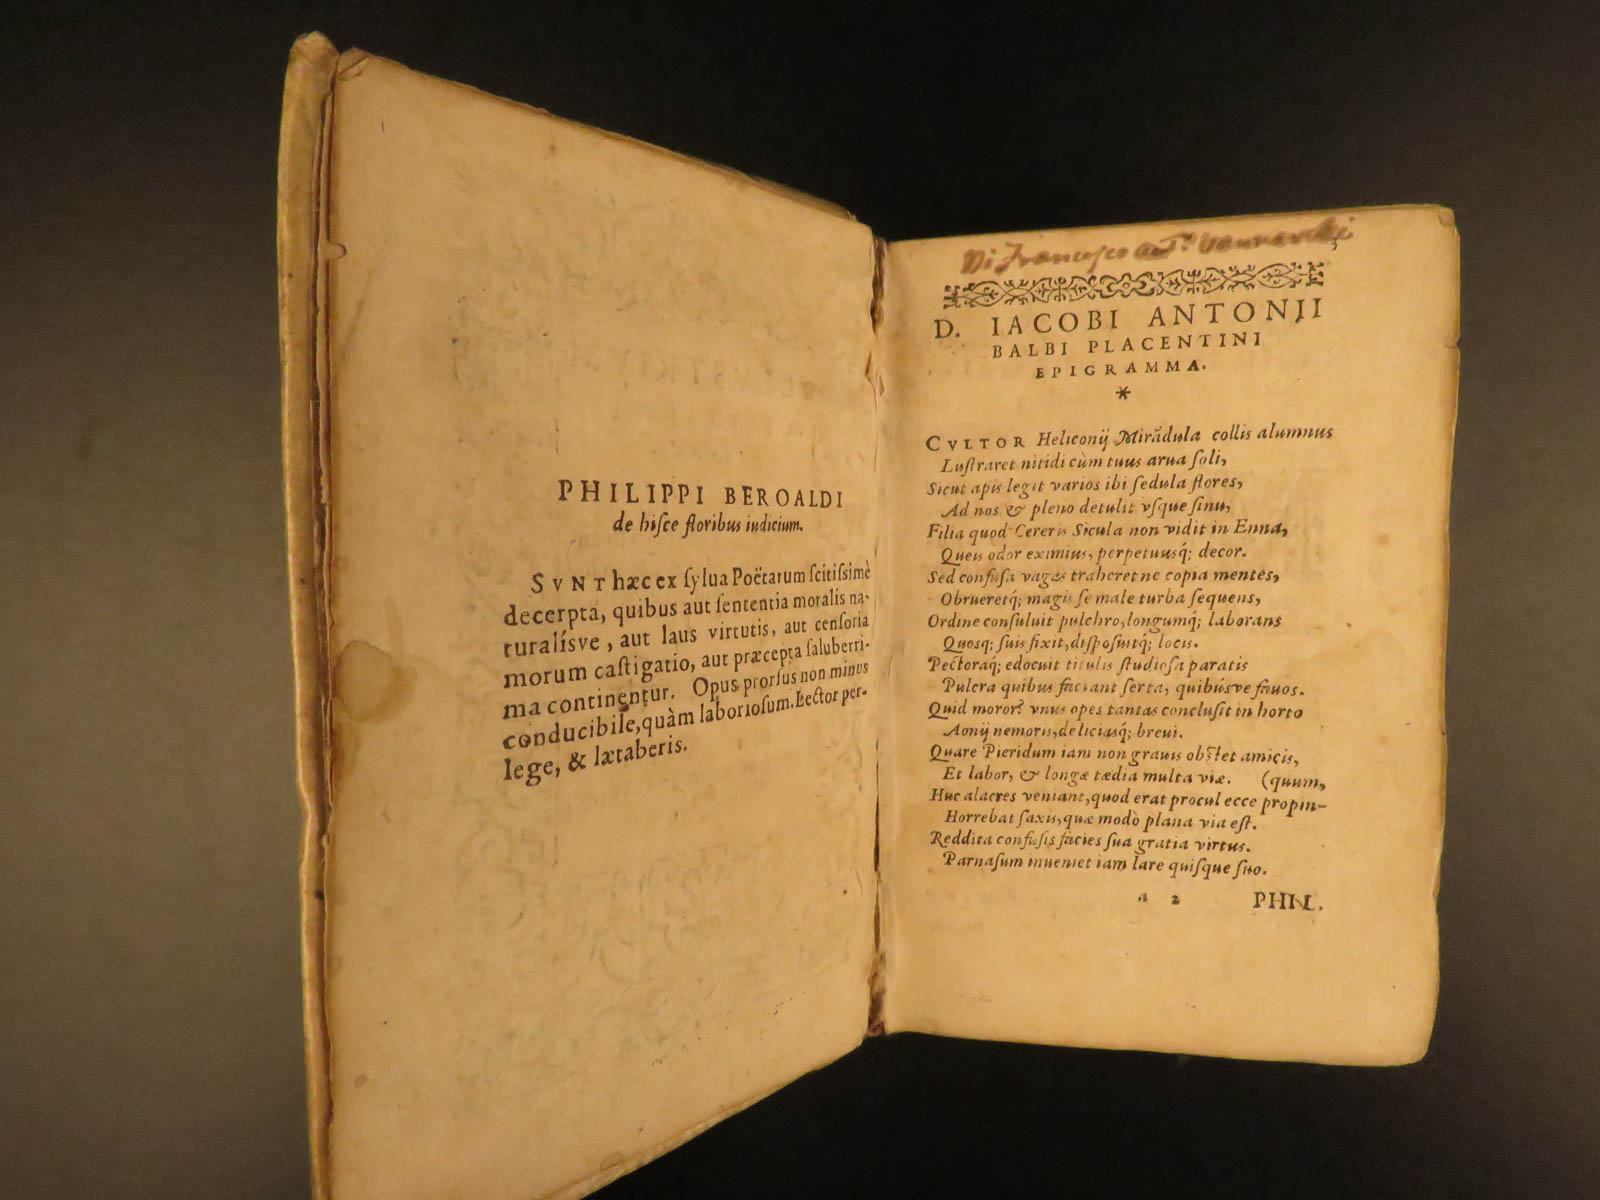 PHILIPPI BEROALDI
de hiſce floribus iudicium.
SVNT hæc ex ſylua Poëtarum ſcitiſsimè
decerpta, quibus aut ſententia moralis na-
turalíſve, aut laus virtutis, aut cenſoria
morum caſtigatio, aut præcepta ſaluberri-
ma continentur. Opus prorſus non minus
conducibile, quàm laborioſum. Lector per-
lege, & lætaberis.
Di Franceſco ant.º
3
D. IACOBI ANTONII
BALBI PLACENTINI
EPIGRAMMA.
*
CVLTOR Heliconij Mirãdula collis alumnus
Luſtraret nitidi cùm tuus arua ſoli,
Sicut apis legit varios ibi ſedula flores,
Ad nos & pleno detulit vſque ſinu,
Filia quod Cereris Sicula non vidit in Enna,
Queis odor eximius, perpetuusq́; decor.
Sed confuſa vagas traheret ne copia mentes,
Obrueretq́; magis ſe male turba ſequens,
Ordine conſuluit pulchro, longumq́; laborans
Quosq; ſuis fixit, diſpoſuitq́; locis.
Pectoraq́; edocuit titulis ſtudioſa paratis
Pulcra quibus faciant ſerta, quibúsve fauos.
Quid moror? vnus opes tantas concluſit in horto
Aonij nemoris, deliciasq́; breui.
Quare Pieridum iam non grauis obſtet amicis,
Et labor, & longæ tædia multa viæ. (quum,
Huc alacres veniant, quod erat procul ecce propin-
Horrebat ſaxis, quæ modò plana via eſt.
Reddita confuſis facies ſua gratia virtus.
Parnaſum inueniet iam lare quiſque ſuo.
a 2 PHIL.